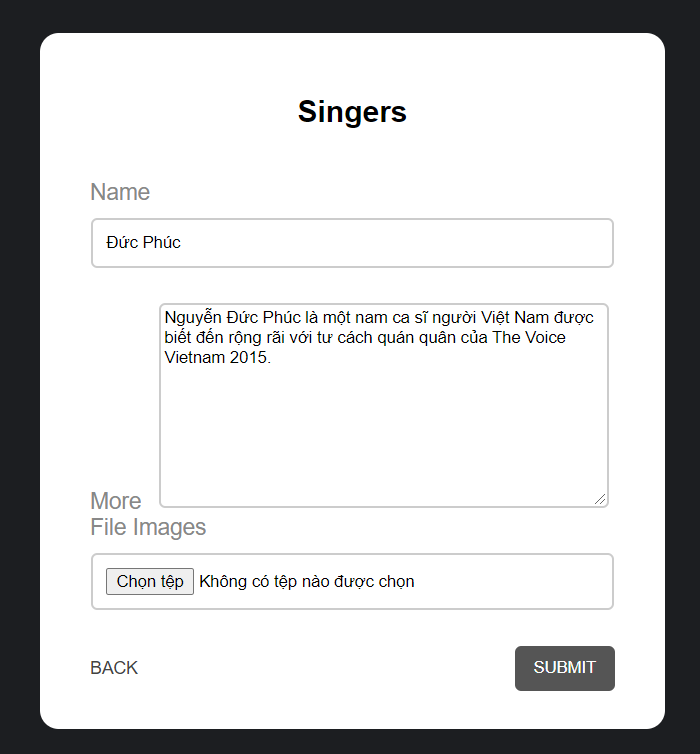 Singers
Name
Đức Phúc
Nguyễn Đức Phúc là một nam ca sĩ người Việt Nam được
biết đến rộng rãi với tư cách quán quân của The Voice
Vietnam 2015.
More
File Images
Chọn tệp Không có tệp nào được chọn
BACK
SUBMIT